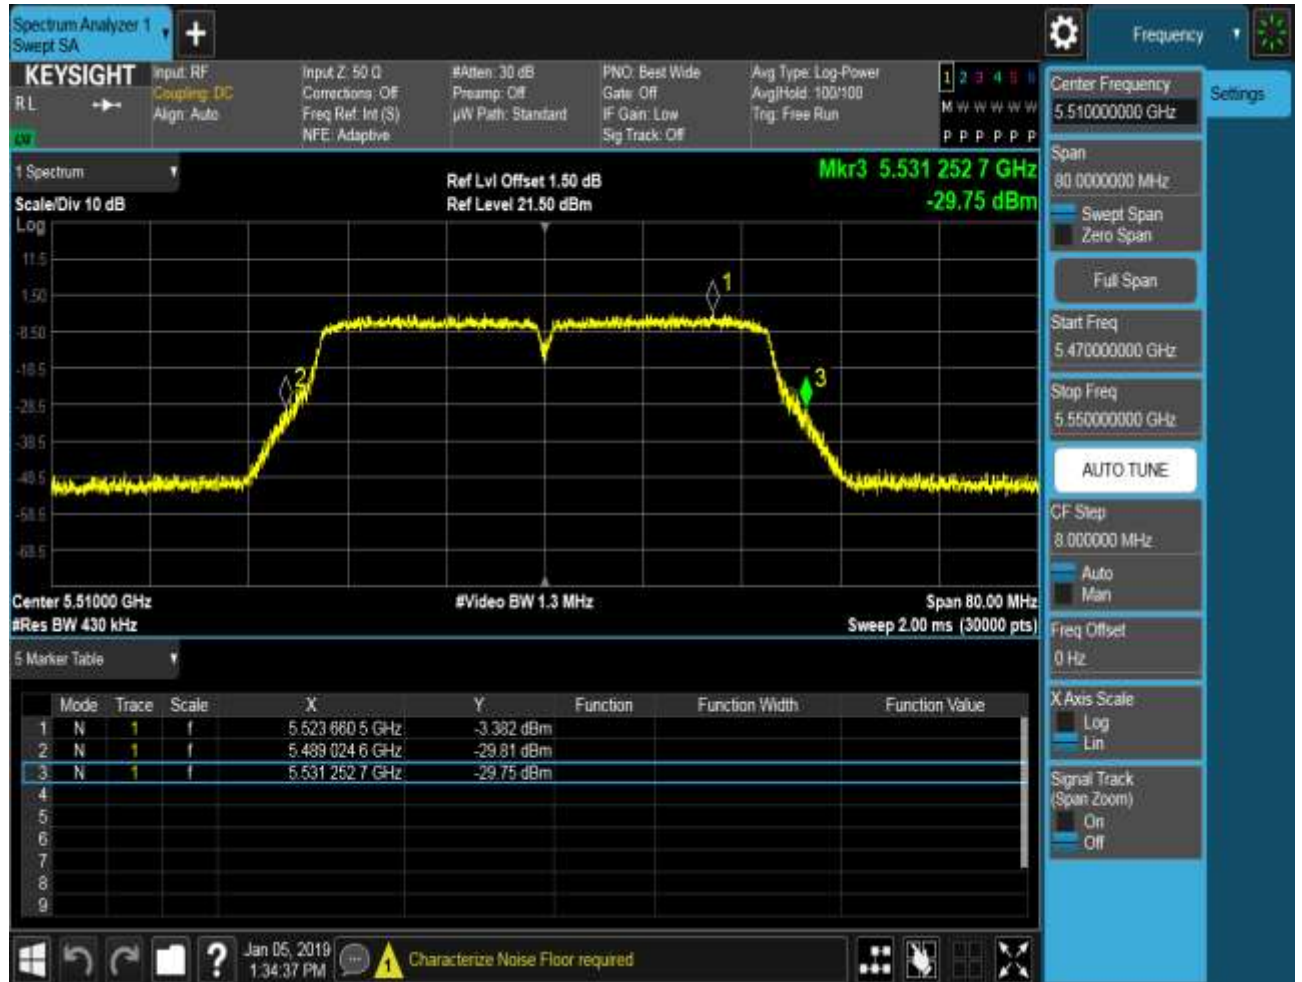 Spectrum Analyzer 1
Swept SA
Frequency
KEYSIGHT
R L
Input: RF
Coupling: DC
Align: Auto
Input Z: 50 Ω
Corrections: Off
Freq Ref: Int (S)
NFE: Adaptive
#Atten: 30 dB
Preamp: Off
µW Path: Standard
PNO: Best Wide
Gate: Off
IF Gain: Low
Sig Track: Off
Avg Type: Log-Power
Avg|Hold: 100/100
Trig: Free Run
1 2 3 4 5 6
M W W W W W
P P P P P P
1 Spectrum
Scale/Div 10 dB
Ref Lvl Offset 1.50 dB
Ref Level 21.50 dBm
Mkr3 5.531 252 7 GHz
-29.75 dBm
Log
11.5
1.50
-8.50
-18.5
-28.5
-38.5
-48.5
-58.5
-68.5
1
2
3
Center 5.51000 GHz
#Res BW 430 kHz
#Video BW 1.3 MHz
Span 80.00 MHz
Sweep 2.00 ms (30000 pts)
5 Marker Table
Mode Trace Scale X Y Function Function Width Function Value
1 N 1 f 5.523 660 5 GHz -3.382 dBm
2 N 1 f 5.489 024 6 GHz -29.81 dBm
3 N 1 f 5.531 252 7 GHz -29.75 dBm
4
5
6
7
8
9
Jan 05, 2019
1:34:37 PM
Characterize Noise Floor required
Settings
Center Frequency
5.510000000 GHz
Span
80.0000000 MHz
Swept Span
Zero Span
Full Span
Start Freq
5.470000000 GHz
Stop Freq
5.550000000 GHz
AUTO TUNE
CF Step
8.000000 MHz
Auto
Man
Freq Offset
0 Hz
X Axis Scale
Log
Lin
Signal Track
(Span Zoom)
On
Off